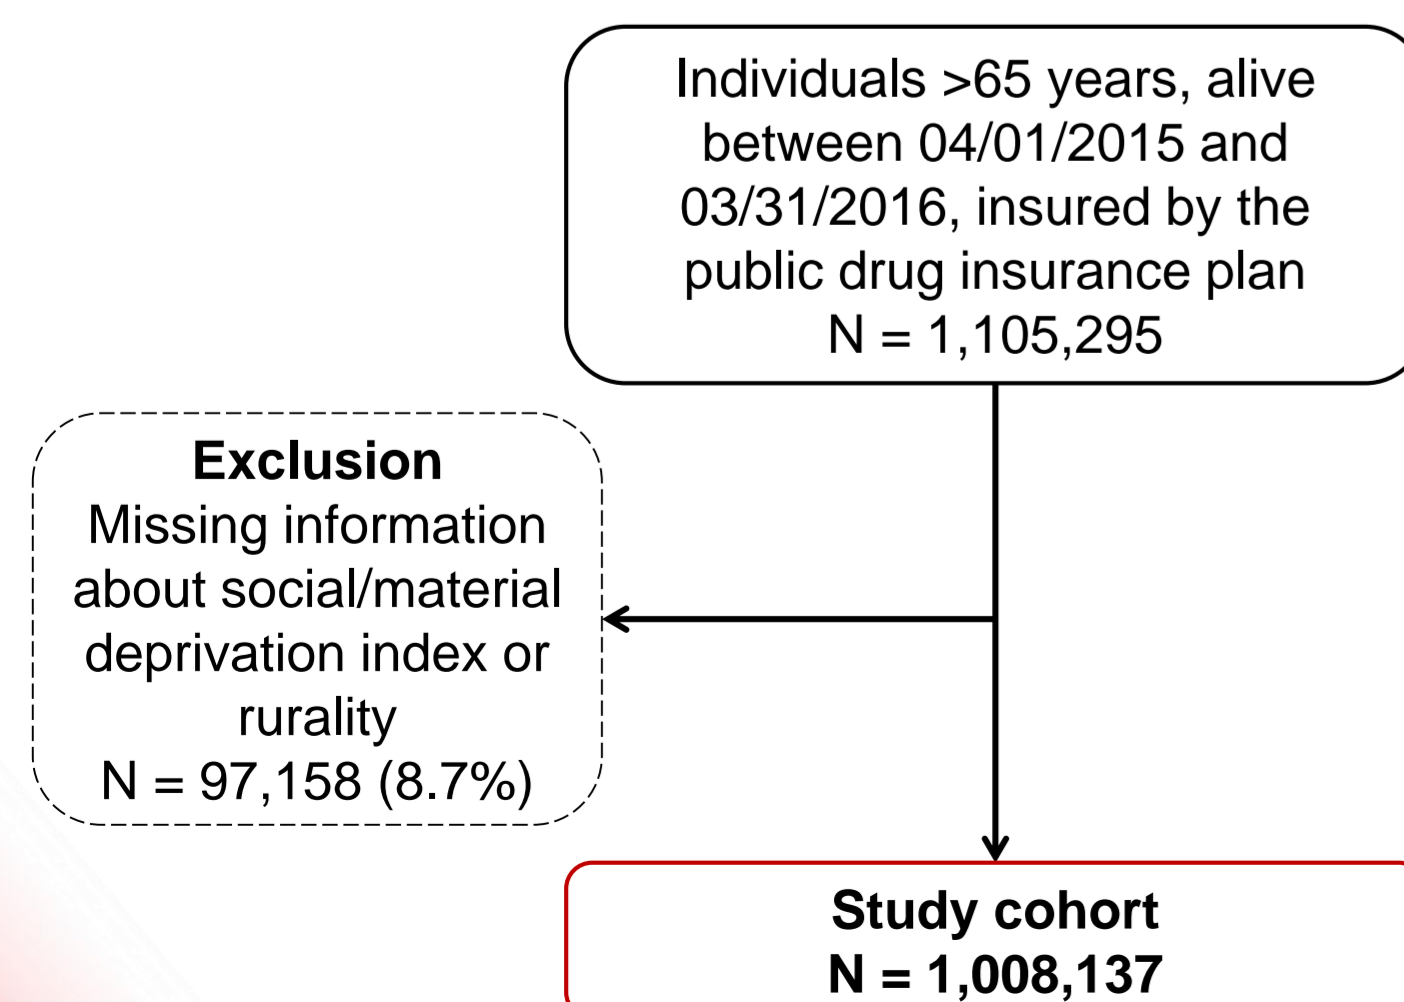 Individuals >65 years, alive
between 04/01/2015 and
03/31/2016, insured by the
public drug insurance plan
N = 1,105,295
Exclusion
Missing information
about social/material
deprivation index or
rurality
N = 97,158 (8.7%)
Study cohort
N = 1,008,137